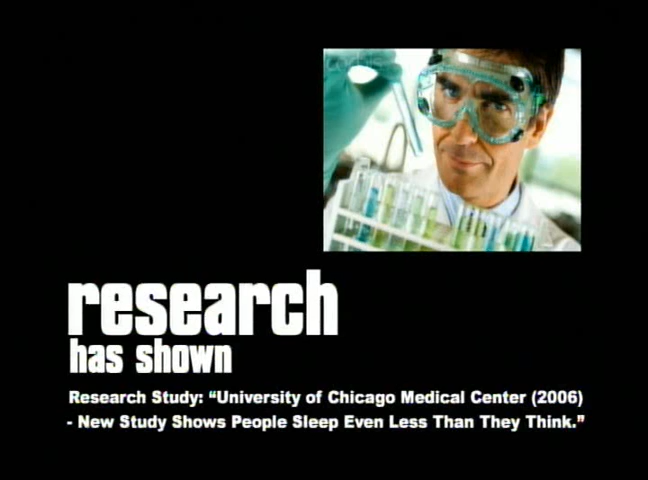 research
has shown
Research Study: “University of Chicago Medical Center (2006)
- New Study Shows People Sleep Even Less Than They Think.”